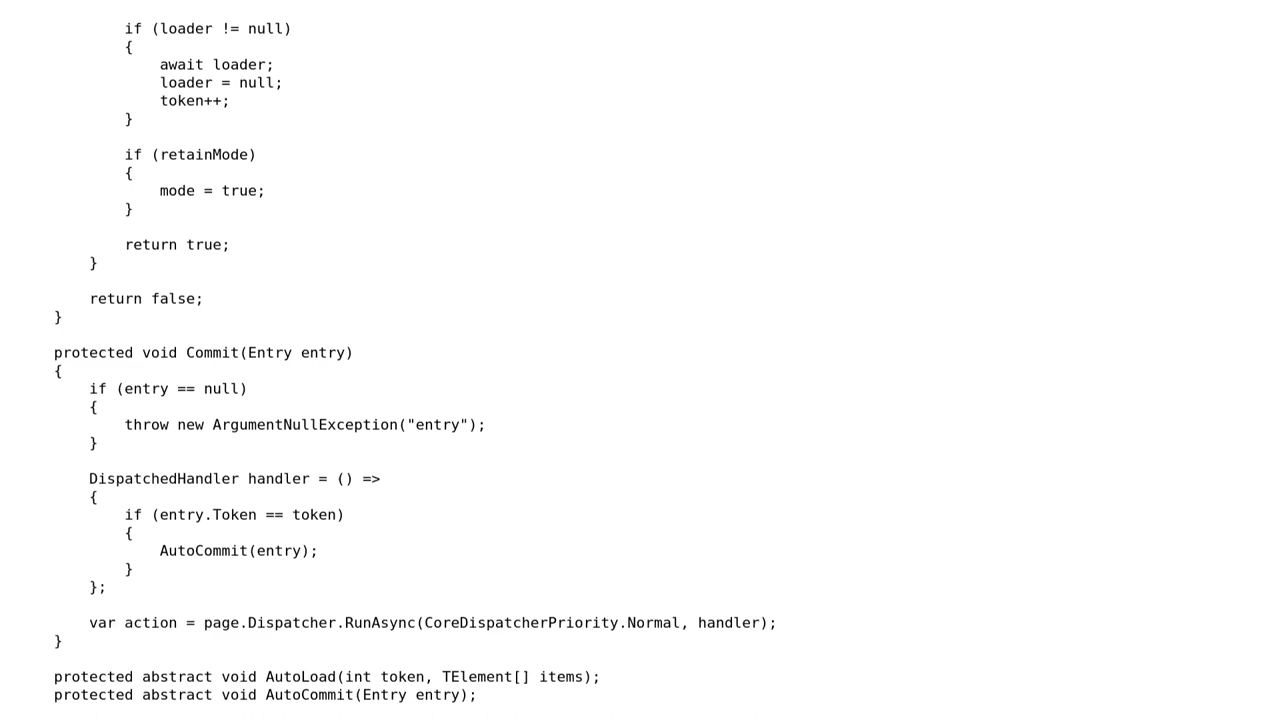 if (loader != null)
{
await loader;
loader = null;
token++;
}
if (retainMode)
{
mode = true;
}
return true;
}
return false;
}
protected void Commit(Entry entry)
{
if (entry == null)
{
throw new ArgumentNullException("entry");
}
DispatchedHandler handler = () =>
{
if (entry.Token == token)
{
AutoCommit(entry);
}
};
var action = page.Dispatcher.RunAsync(CoreDispatcherPriority.Normal, handler);
}
protected abstract void AutoLoad(int token, TElement[] items);
protected abstract void AutoCommit(Entry entry);